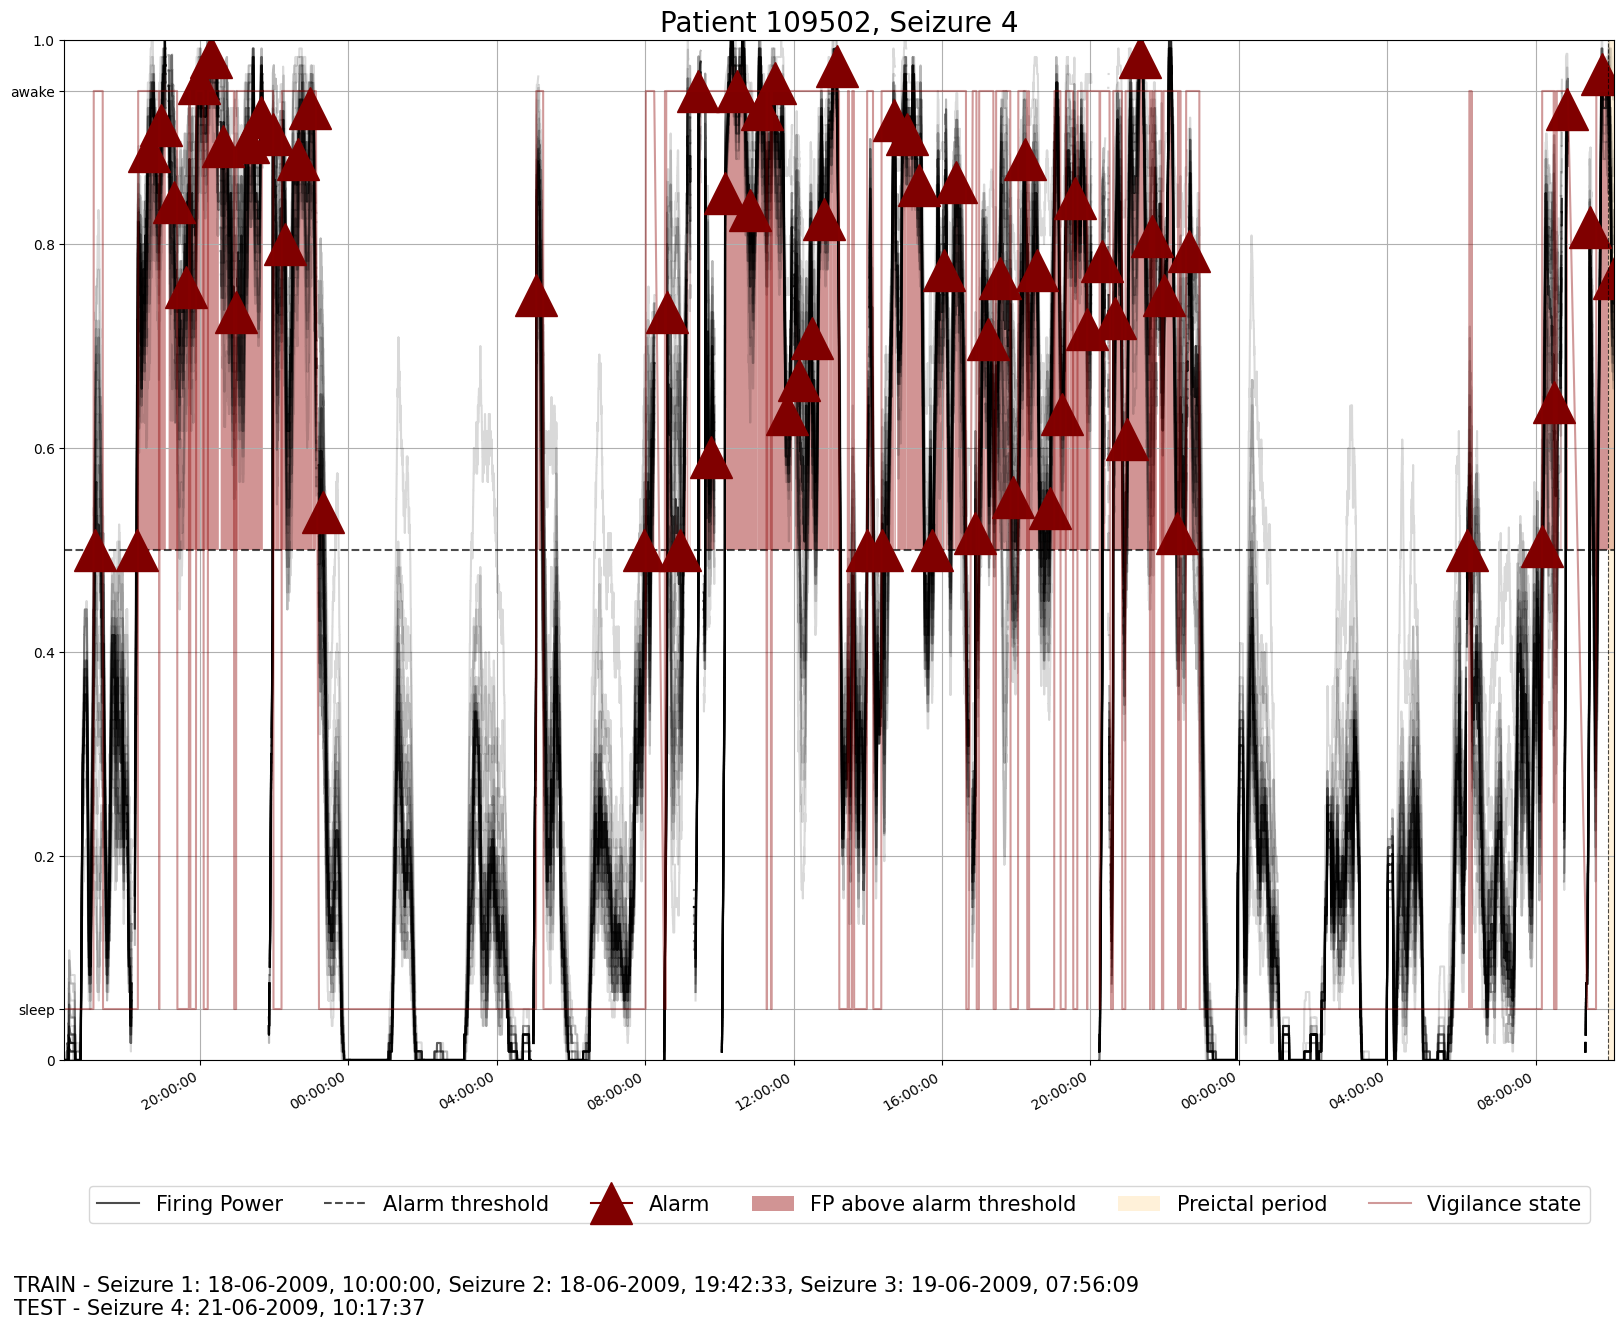 Patient 109502, Seizure 4
1.0
awake
0.8
0.6
0.4
0.2
sleep
0
20:00:00 00:00:00 04:00:00 08:00:00 12:00:00 16:00:00 20:00:00 00:00:00 04:00:00 08:00:00
Firing Power Alarm threshold Alarm FP above alarm threshold Preictal period Vigilance state
TRAIN - Seizure 1: 18-06-2009, 10:00:00, Seizure 2: 18-06-2009, 19:42:33, Seizure 3: 19-06-2009, 07:56:09
TEST - Seizure 4: 21-06-2009, 10:17:37